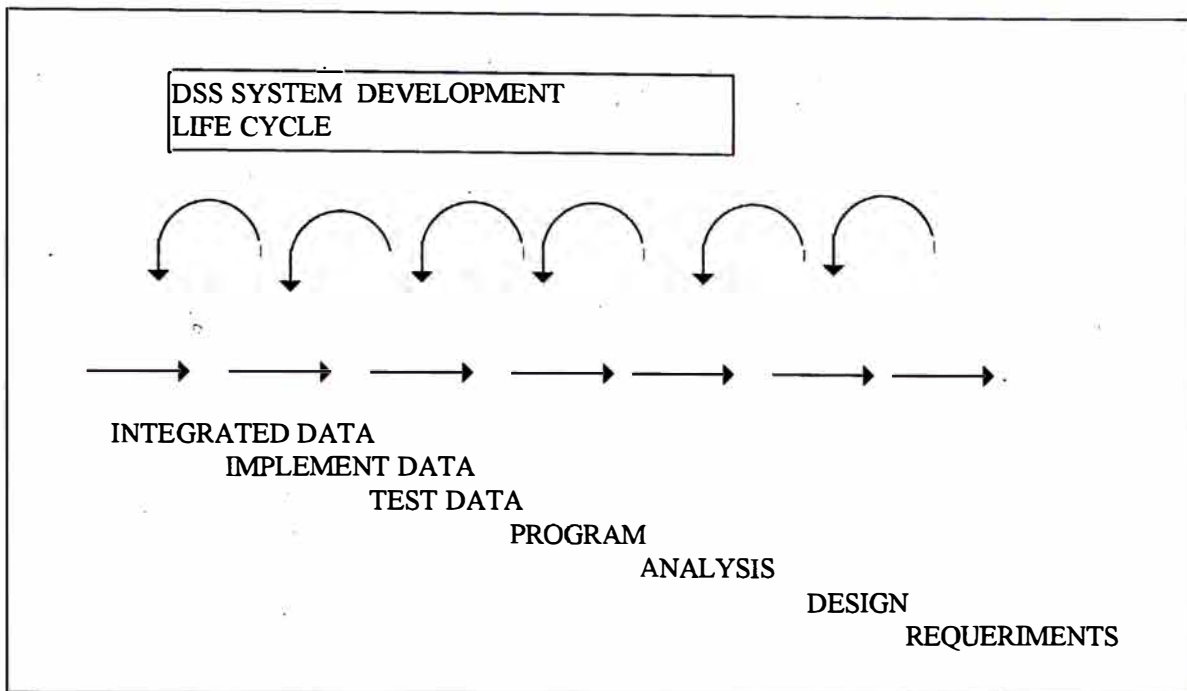 DSS SYSTEM DEVELOPMENT
LIFE CYCLE
INTEGRATED DATA
IMPLEMENT DATA
TEST DATA
PROGRAM
ANALYSIS
DESIGN
REQUERIMENTS